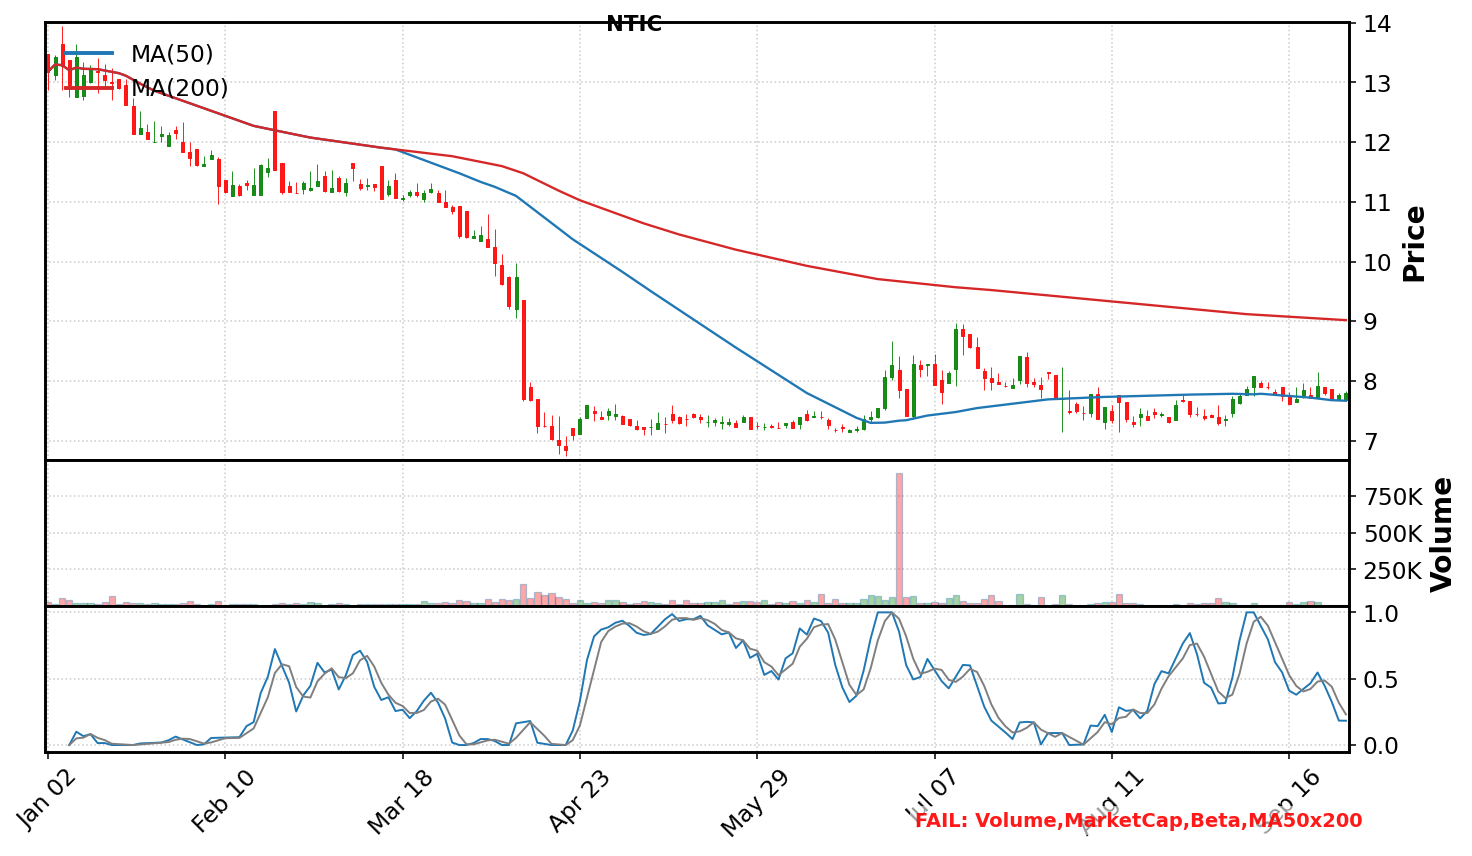 NTIC
MA(50)
MA(200)
14
13
12
11
10
9
8
7
Price
750K
500K
250K
Volume
1.0
0.5
0.0
Jan 02
Feb 10
Mar 18
Apr 23
May 29
Jul 07
Aug 11
Sep 16
FAIL: Volume,MarketCap,Beta,MA50x200